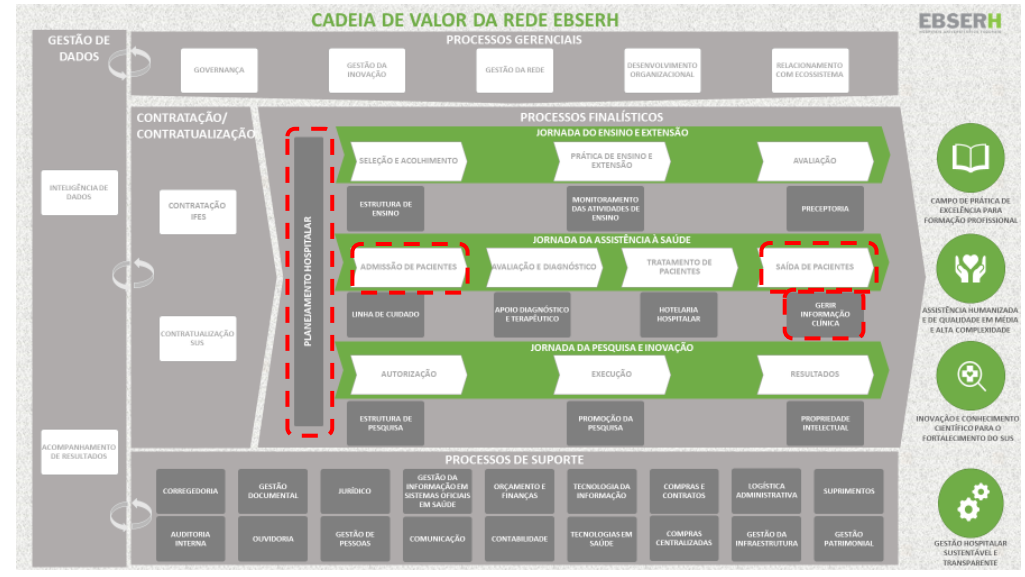 CADEIA DE VALOR DA REDE EBSERH
EBSERH
GESTÃO DE
DADOS
INTELIGÊNCIA DE
DADOS
ACOMPANHAMENTO
DE RESULTADOS
PROCESSOS GERENCIAIS
GOVERNANÇA
GESTÃO DA
INOVAÇÃO
GESTÃO DA REDE
DESENVOLVIMENTO
ORGANIZACIONAL
RELACIONAMENTO
COM ECOSSISTEMA
CONTRATAÇÃO/
CONTRATUALIZAÇÃO
CONTRATAÇÃO
IFES
CONTRATUALIZAÇÃO
SUS
PROCESSOS FINALÍSTICOS
PLANEJAMENTO HOSPITALAR
JORNADA DO ENSINO E EXTENSÃO
SELEÇÃO E ACOLHIMENTO
PRÁTICA DE ENSINO E
EXTENSÃO
AVALIAÇÃO
ESTRUTURA DE
ENSINO
MONITORAMENTO
DAS ATIVIDADES DE
ENSINO
PRECEPTORIA
JORNADA DA ASSISTÊNCIA À SAÚDE
ADMISSÃO DE PACIENTES
AVALIAÇÃO E DIAGNÓSTICO
TRATAMENTO DE
PACIENTES
SAÍDA DE PACIENTES
LINHA DE CUIDADO
APOIO DIAGNÓSTICO
E TERAPÊUTICO
HOTELARIA
HOSPITALAR
GERIR
INFORMAÇÃO
CLÍNICA
JORNADA DA PESQUISA E INOVAÇÃO
AUTORIZAÇÃO
EXECUÇÃO
RESULTADOS
ESTRUTURA DE
PESQUISA
PROMOÇÃO DA
PESQUISA
PROPRIEDADE
INTELECTUAL
PROCESSOS DE SUPORTE
CORREGEDORIA
GESTÃO
DOCUMENTAL
JURÍDICO
GESTÃO DA
INFORMAÇÃO EM
SISTEMAS OFICIAIS
EM SAÚDE
ORÇAMENTO E
FINANÇAS
TECNOLOGIA DA
INFORMAÇÃO
COMPRAS E
CONTRATOS
LOGÍSTICA
ADMINISTRATIVA
SUPRIMENTOS
AUDITORIA
INTERNA
OUVIDORIA
GESTÃO DE
PESSOAS
COMUNICAÇÃO
CONTABILIDADE
TECNOLOGIAS EM
SAÚDE
COMPRAS
CENTRALIZADAS
GESTÃO DA
INFRAESTRUTURA
GESTÃO
PATRIMONIAL
CAMPO DE PRÁTICA DE
EXCELÊNCIA PARA
FORMAÇÃO PROFISSIONAL
ASSISTÊNCIA HUMANIZADA
E DE QUALIDADE EM MÉDIA
E ALTA COMPLEXIDADE
INOVAÇÃO E CONHECIMENTO
CIENTÍFICO PARA O
FORTALECIMENTO DO SUS
GESTÃO HOSPITALAR
SUSTENTÁVEL E
TRANSPARENTE